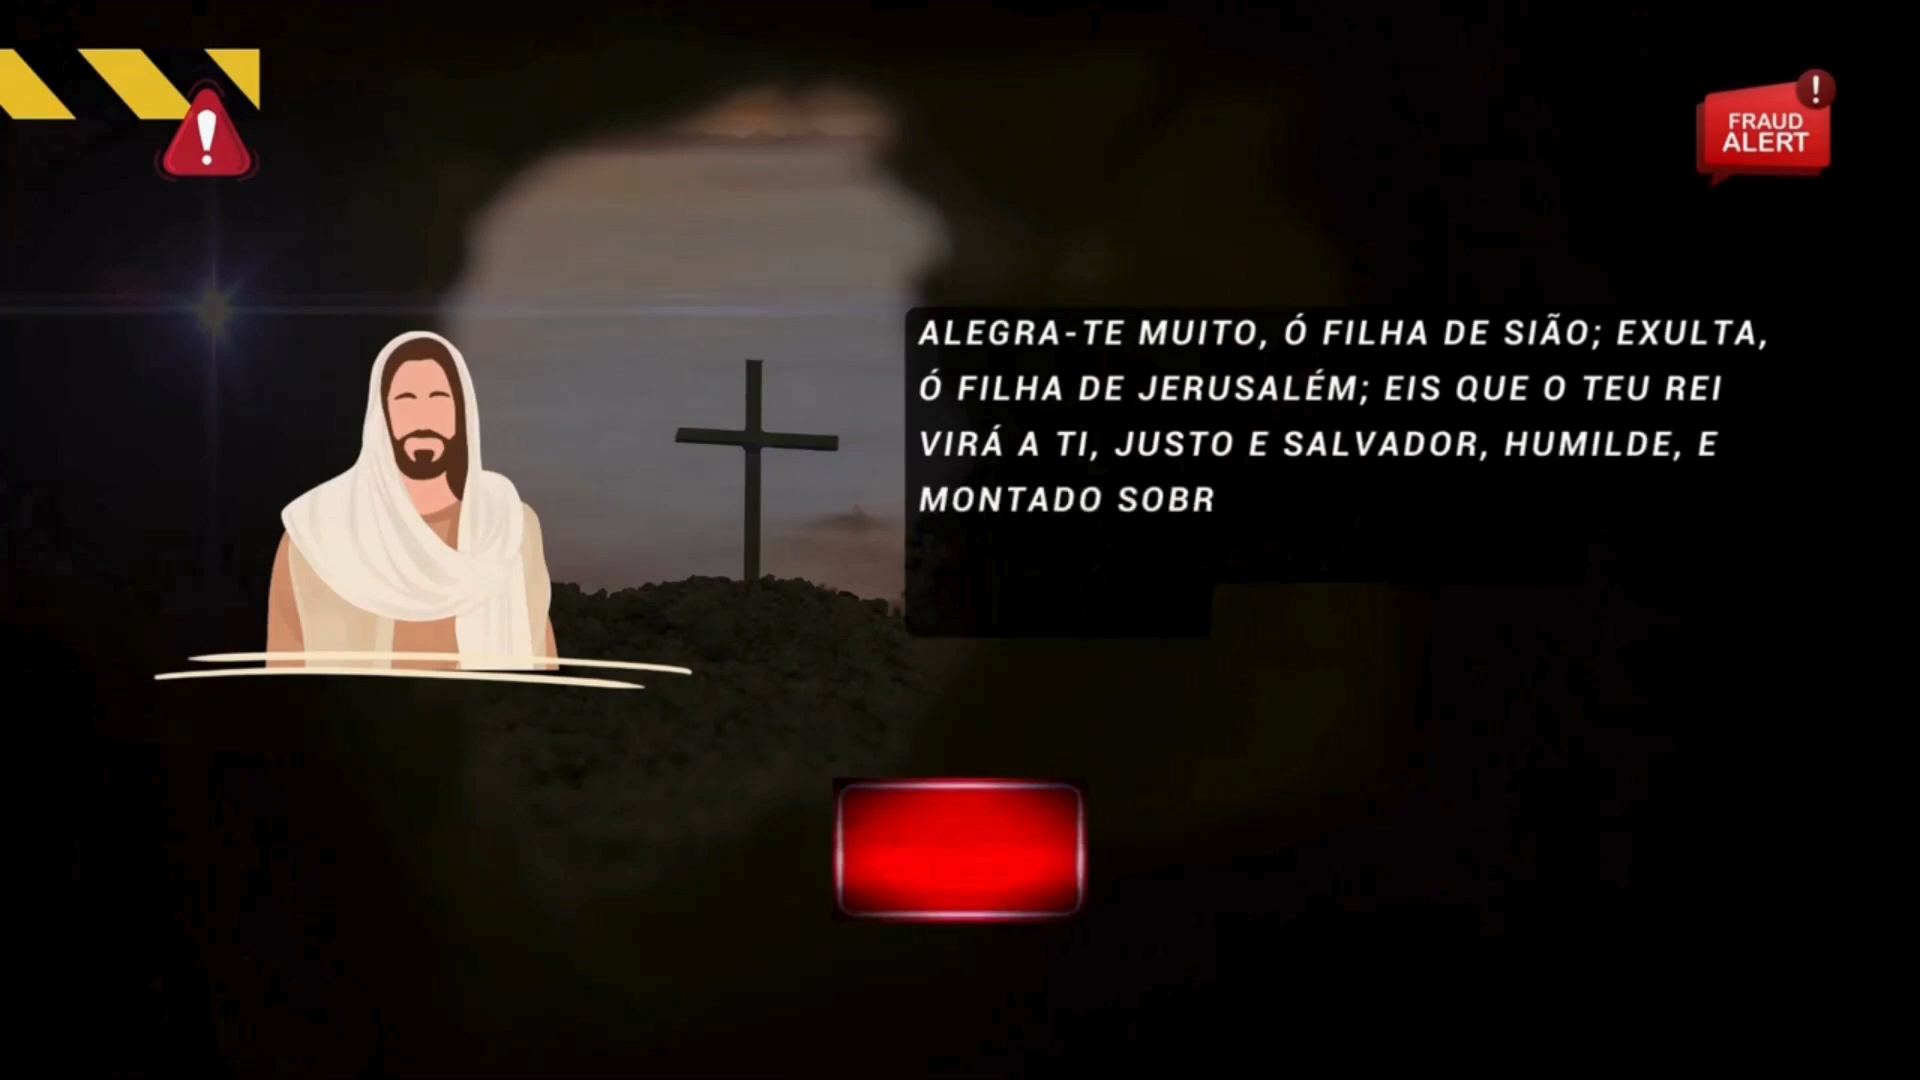 FRAUD
ALERT
ALEGRA-TE MUITO, Ó FILHA DE SIÃO; EXULTA,
Ó FILHA DE JERUSALÉM; EIS QUE O TEU REI
VIRÁ A TI, JUSTO E SALVADOR, HUMILDE, E
MONTADO SOBR